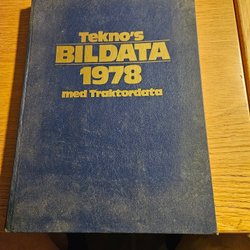 Tekno's
BILDATA
1978
med Traktordata